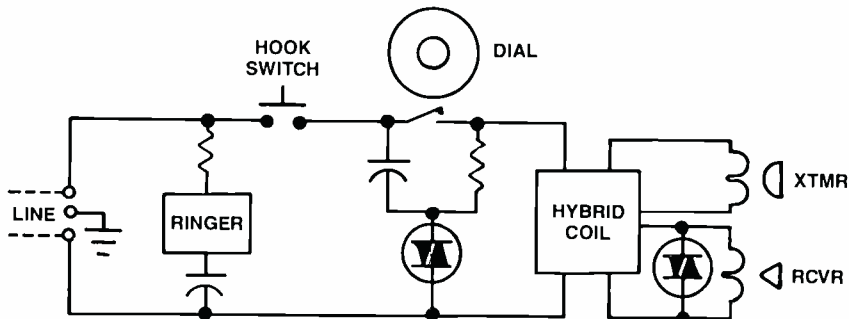 HOOK
SWITCH
DIAL
LINE
RINGER
HYBRID
COIL
XTMR
RCVR